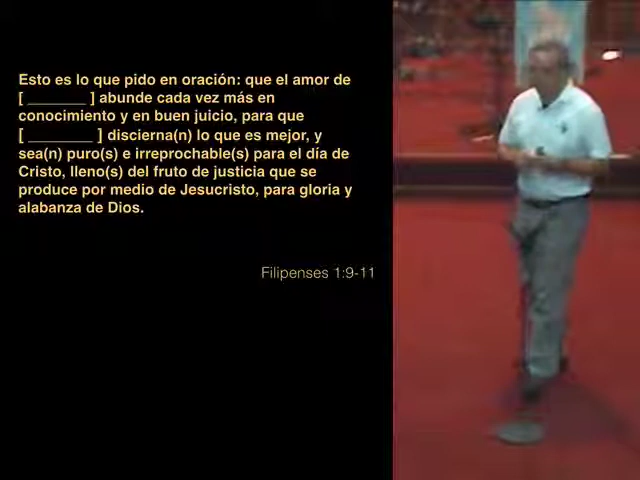 Esto es lo que pido en oración: que el amor de
[ _______ ] abunde cada vez más en
conocimiento y en buen juicio, para que
[ ________ ] discierna(n) lo que es mejor, y
sea(n) puro(s) e irreprochable(s) para el día de
Cristo, lleno(s) del fruto de justicia que se
produce por medio de Jesucristo, para gloria y
alabanza de Dios.
Filipenses 1:9-11